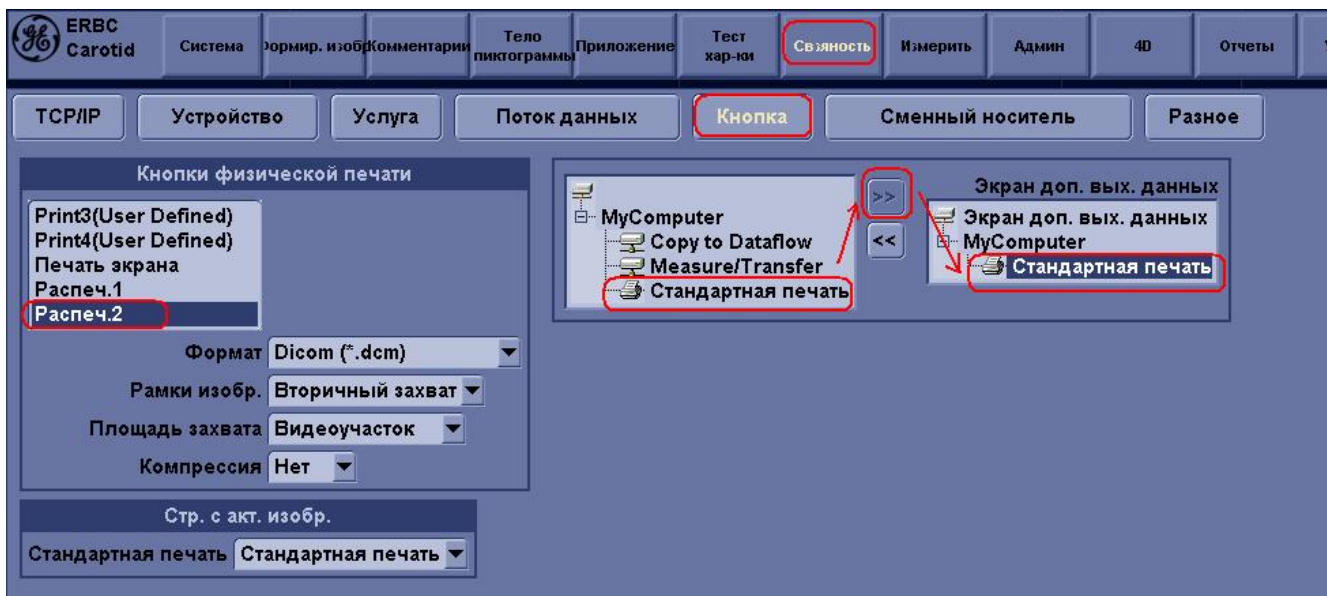 GE
ERBC
Carotid
Система
Формир. изобр
Комментарии
Тело
пиктограммы
Приложение
Тест
хар-ки
Связность
Измерить
Админ
4D
Отчеты
TCP/IP
Устройство
Услуга
Поток данных
Кнопка
Сменный носитель
Разное
Кнопки физической печати
Print3(User Defined)
Print4(User Defined)
Печать экрана
Распеч.1
Распеч.2
Формат Dicom (*.dcm)
Рамки изобр. Вторичный захват
Площадь захвата Видеоучасток
Компрессия Нет
Стр. с акт. изобр.
Стандартная печать Стандартная печать
MyComputer
Copy to Dataflow
Measure/Transfer
Стандартная печать
>>
<<
Экран доп. вых. данных
Экран доп. вых. данных
MyComputer
Стандартная печать